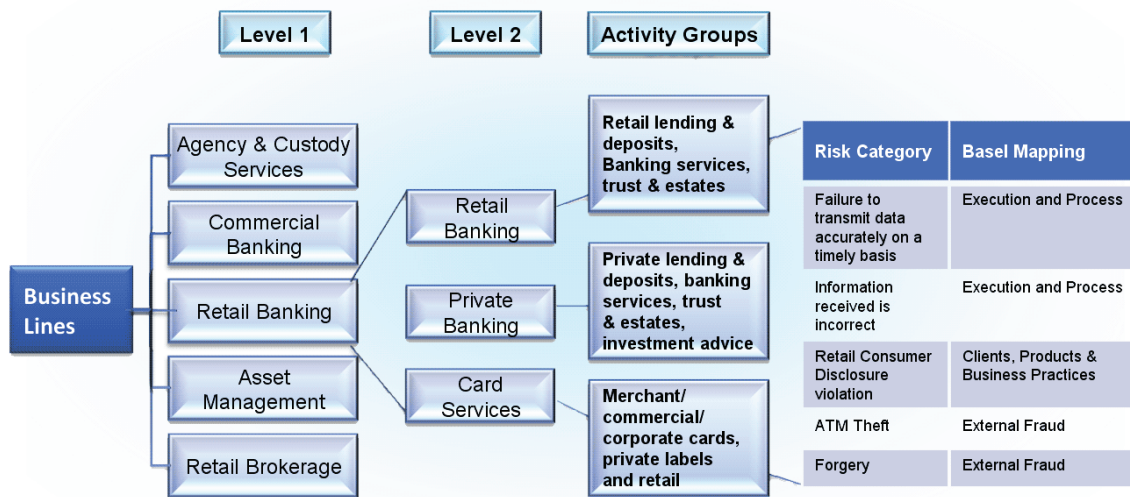 Level 1
Level 2
Activity Groups
Business
Lines
Agency & Custody
Services
Commercial
Banking
Retail Banking
Asset
Management
Retail Brokerage
Retail
Banking
Private
Banking
Card
Services
Retail lending &
deposits,
Banking services,
trust & estates
Private lending &
deposits, banking
services, trust
& estates,
investment advice
Merchant/
commercial/
corporate cards,
private labels
and retail
Risk Category
Basel Mapping
Failure to
transmit data
accurately on a
timely basis
Execution and Process
Information
received is
incorrect
Execution and Process
Retail Consumer
Disclosure
violation
Clients, Products &
Business Practices
ATM Theft
External Fraud
Forgery
External Fraud